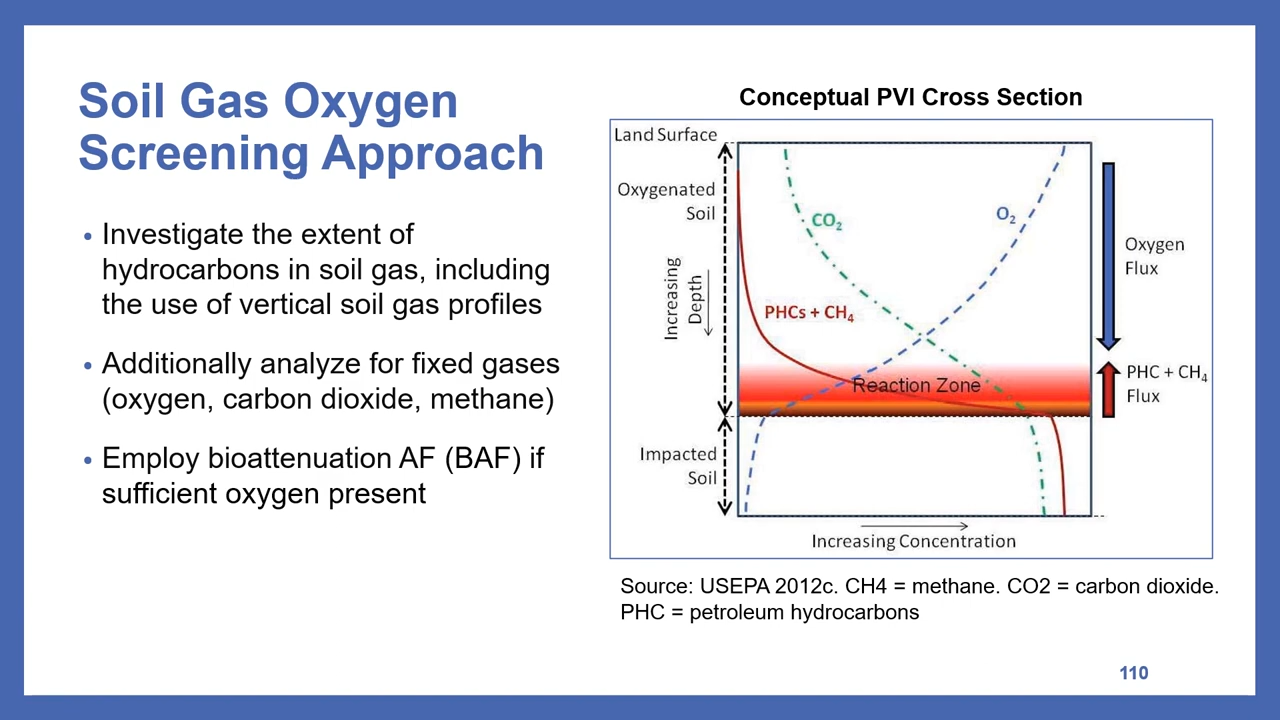 Soil Gas Oxygen
Screening Approach
• Investigate the extent of
hydrocarbons in soil gas, including
the use of vertical soil gas profiles
• Additionally analyze for fixed gases
(oxygen, carbon dioxide, methane)
• Employ bioattenuation AF (BAF) if
sufficient oxygen present
Conceptual PVI Cross Section
Land Surface
Oxygenated
Soil
Increasing
Depth
CO₂
O₂
PHCs + CH₄
Reaction Zone
Oxygen
Flux
PHC + CH₄
Flux
Impacted
Soil
Increasing Concentration
Source: USEPA 2012c. CH4 = methane. CO2 = carbon dioxide.
PHC = petroleum hydrocarbons
110